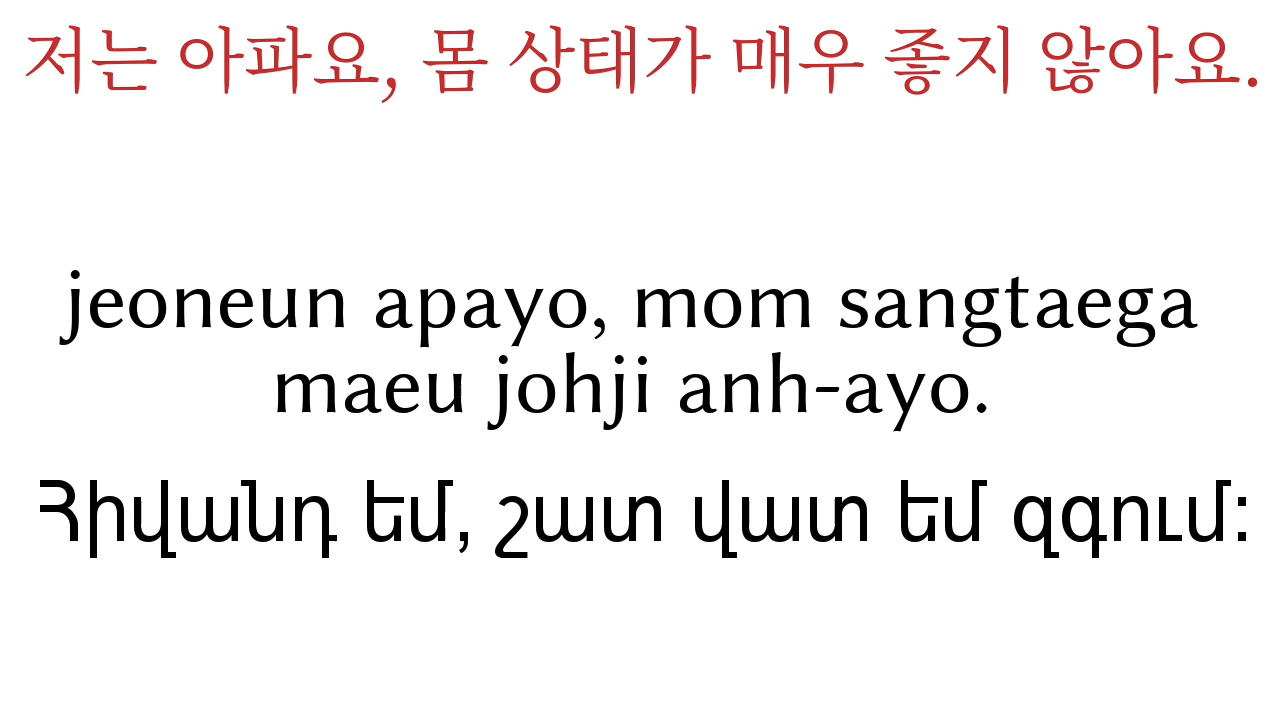 저는 아파요, 몸 상태가 매우 좋지 않아요.
jeoneun apayo, mom sangtaega
maeu johji anh-ayo.
Հիվանդ եմ, շատ վատ եմ զգում: